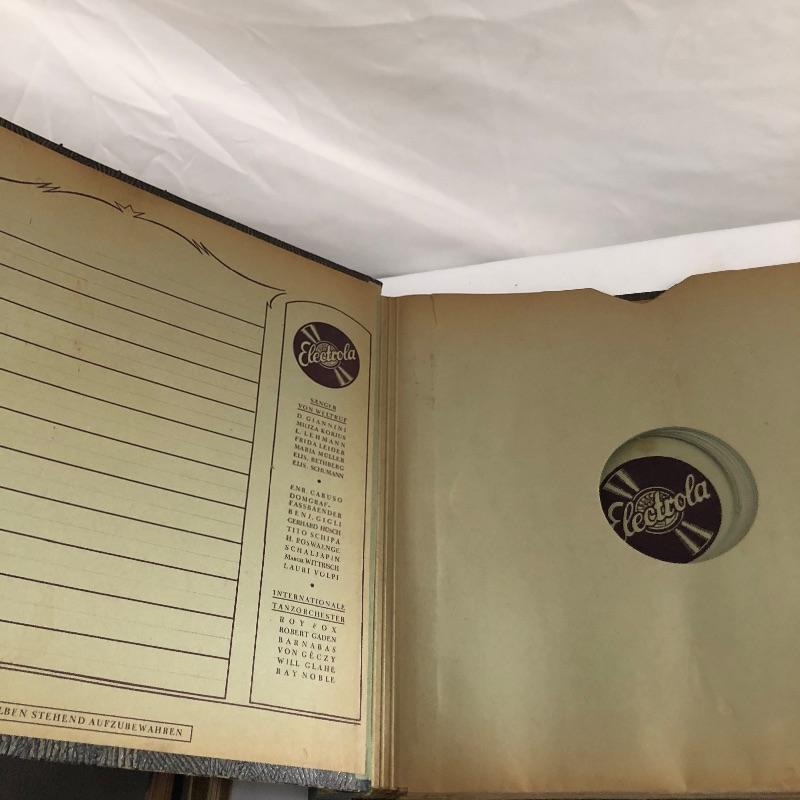 Electrola
SÄNGER
VON WELTRUF
D. GIANNINI
MILIZA KORJUS
L. LEHMANN
FRIDA LEIDER
MARIA MÜLLER
ELIS. RETHBERG
ELIS. SCHUMANN
ENR. CARUSO
DOMGRAF-
FASSBAENDER
BENJ. GIGLI
GERHARD HÜSCH
TITO SCHIPA
H. ROSWAENGE
SCHALJAPIN
MARCEL WITTRISCH
LAURI VOLPI
INTERNATIONALE
TANZORCHESTER
ROY FOX
ROBERT GADEN
BARNABAS
VON GÉCZY
WILL GLAHÉ
RAY NOBLE
STEHEND AUFZUBEWAHREN
Electrola